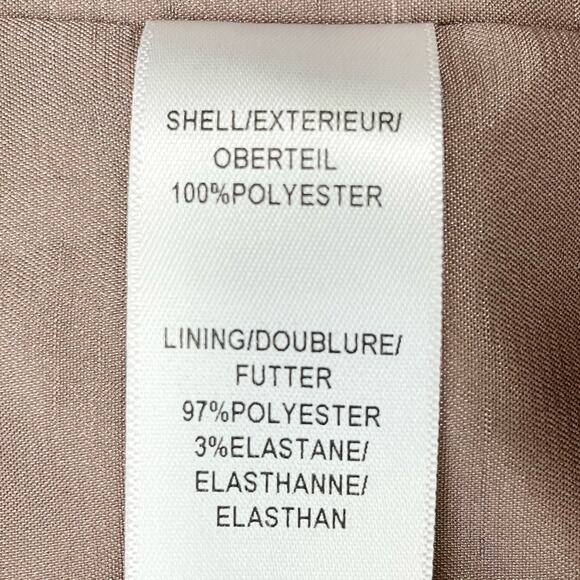 SHELL/EXTERIEUR/
OBERTEIL
100%POLYESTER
LINING/DOUBLURE/
FUTTER
97%POLYESTER
3%ELASTANE/
ELASTHANNE/
ELASTHAN